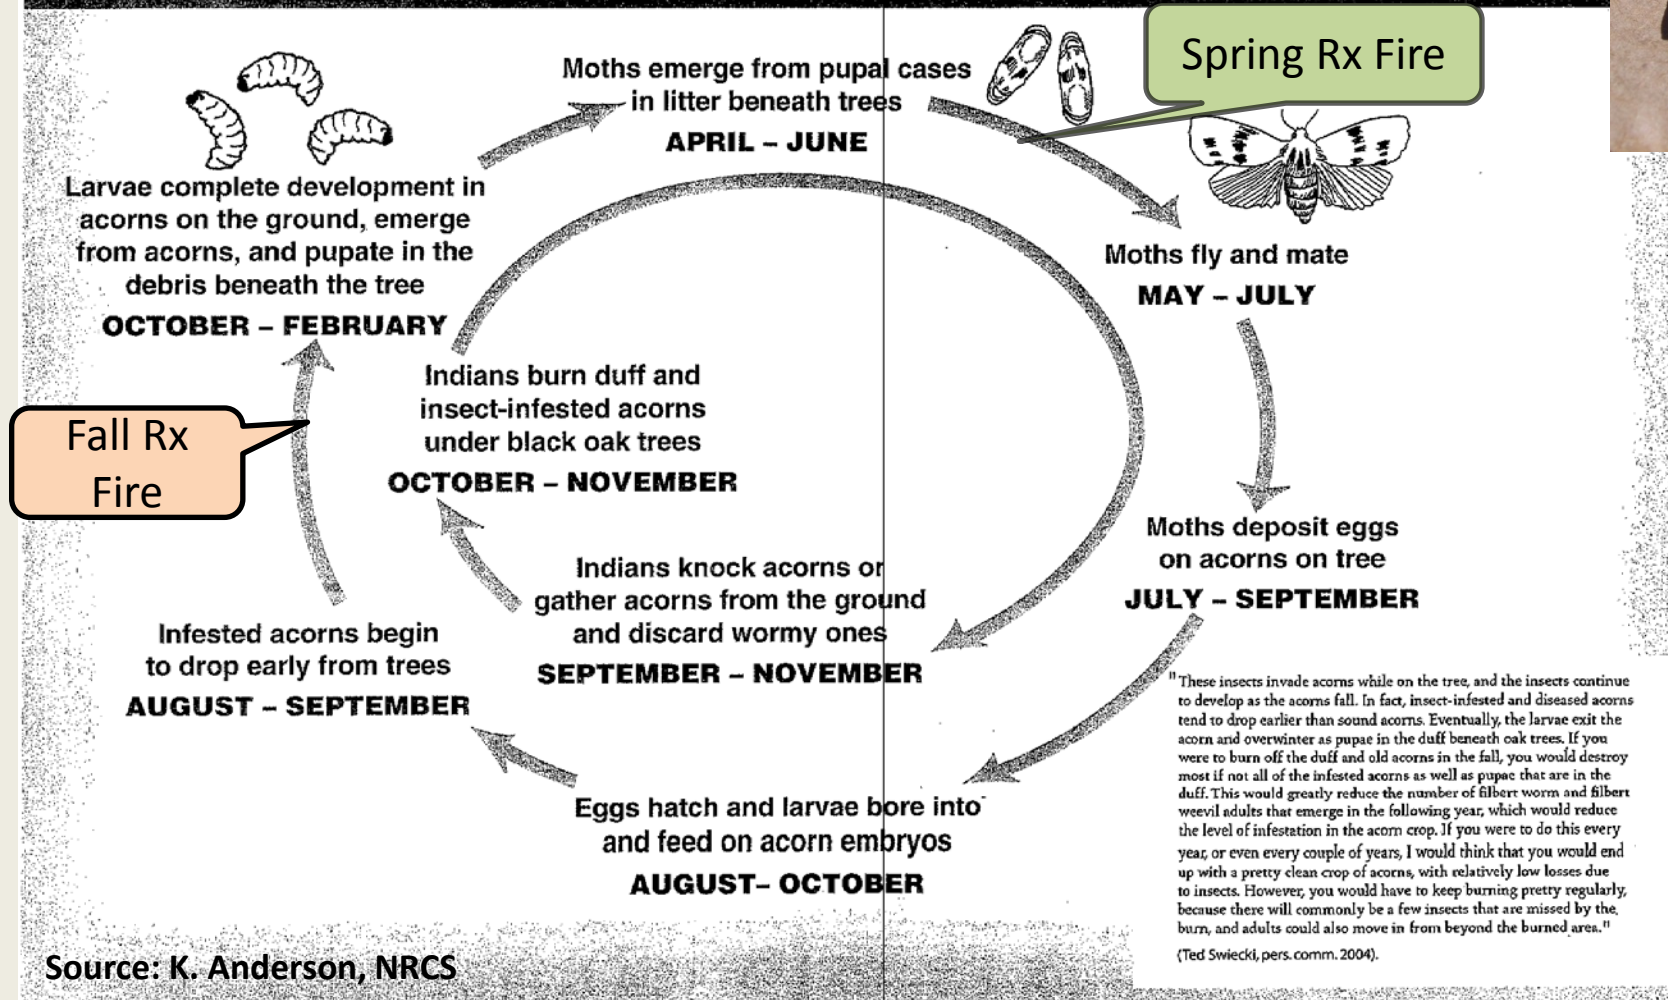 Spring Rx Fire
Moths emerge from pupal cases
in litter beneath trees
APRIL – JUNE
Larvae complete development in
acorns on the ground, emerge
from acorns, and pupate in the
debris beneath the tree
OCTOBER – FEBRUARY
Moths fly and mate
MAY – JULY
Indians burn duff and
insect-infested acorns
under black oak trees
OCTOBER – NOVEMBER
Fall Rx
Fire
Moths deposit eggs
on acorns on tree
JULY – SEPTEMBER
Indians knock acorns or
gather acorns from the ground
and discard wormy ones
SEPTEMBER – NOVEMBER
Infested acorns begin
to drop early from trees
AUGUST – SEPTEMBER
Eggs hatch and larvae bore into
and feed on acorn embryos
AUGUST– OCTOBER
"These insects invade acorns while on the tree, and the insects continue
to develop as the acorns fall. In fact, insect-infested and diseased acorns
tend to drop earlier than sound acorns. Eventually, the larvae exit the
acorn and overwinter as pupae in the duff beneath oak trees. If you
were to burn off the duff and old acorns in the fall, you would destroy
most if not all of the infested acorns as well as pupae that are in the
duff. This would greatly reduce the number of filbert worm and filbert
weevil adults that emerge in the following year, which would reduce
the level of infestation in the acorn crop. If you were to do this every
year, or even every couple of years, I would think that you would end
up with a pretty clean crop of acorns, with relatively low losses due
to insects. However, you would have to keep burning pretty regularly,
because there will commonly be a few insects that are missed by the
burn, and adults could also move in from beyond the burned area."
(Ted Swiecki, pers. comm. 2004).
Source: K. Anderson, NRCS